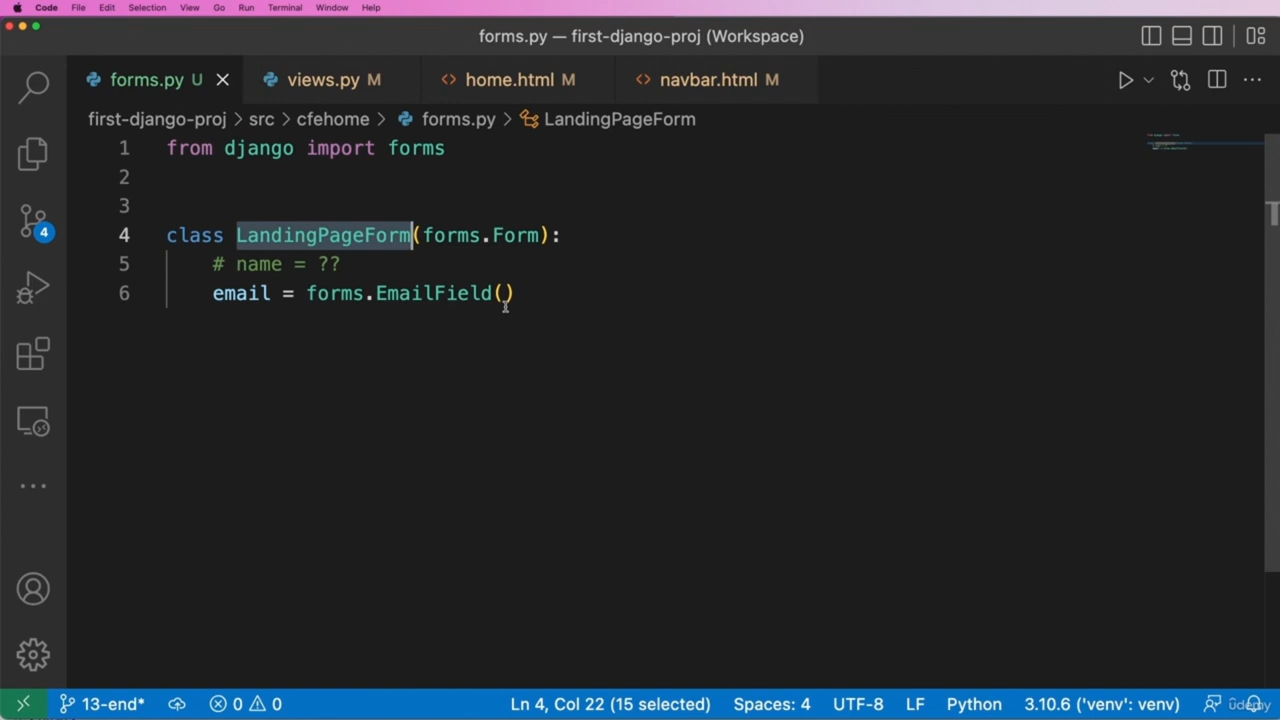 Code File Edit Selection View Go Run Terminal Window Help
forms.py — first-django-proj (Workspace)
forms.py U views.py M home.html M navbar.html M
first-django-proj > src > cfehome > forms.py > LandingPageForm
1 from django import forms
2
3
4 class LandingPageForm(forms.Form):
5 # name = ??
6 email = forms.EmailField()
4
13-end* 0 0 Ln 4, Col 22 (15 selected) Spaces: 4 UTF-8 LF Python 3.10.6 ('venv': venv) udemy